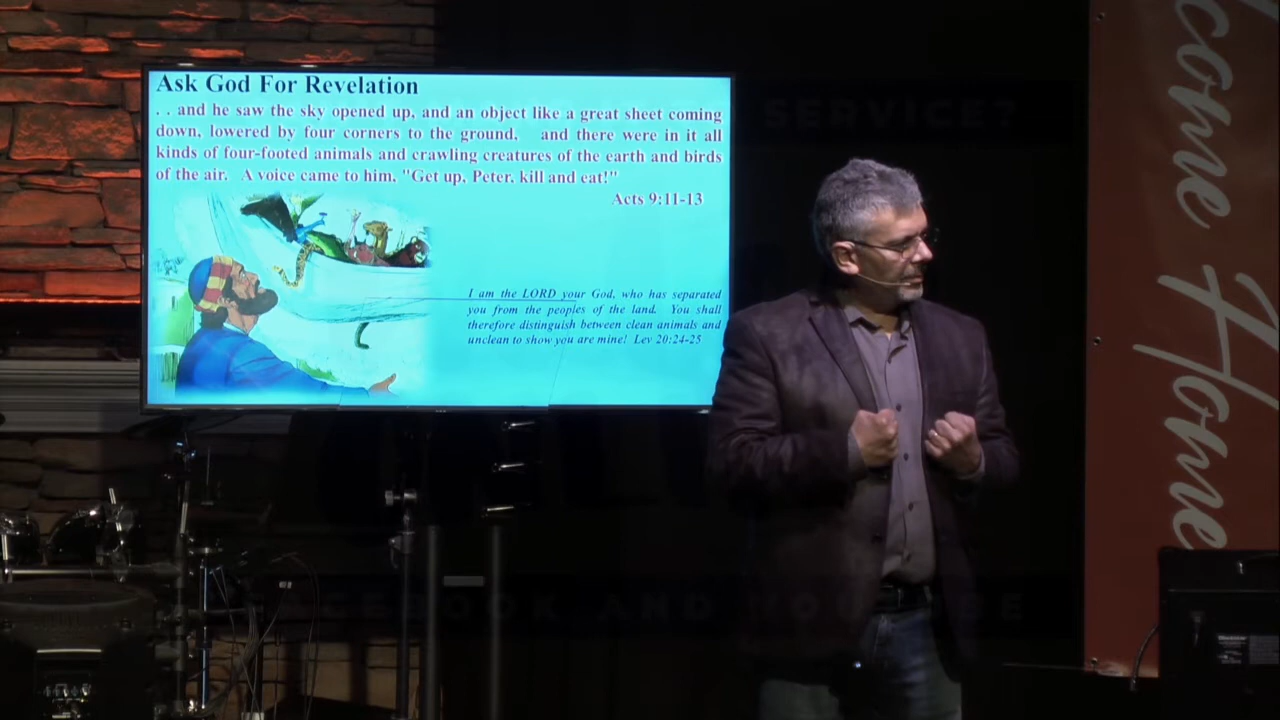 Ask God For Revelation
. . and he saw the sky opened up, and an object like a great sheet coming
down, lowered by four corners to the ground, and there were in it all
kinds of four-footed animals and crawling creatures of the earth and birds
of the air. A voice came to him, "Get up, Peter. kill and eat!"
Acts 9:11-13
I am the LORD your God, who has separated
you from the peoples of the land. You shall
therefore distinguish between clean animals and
unclean to show you are mine! Lev 20:24-25
SERVICE?
AND
come Home